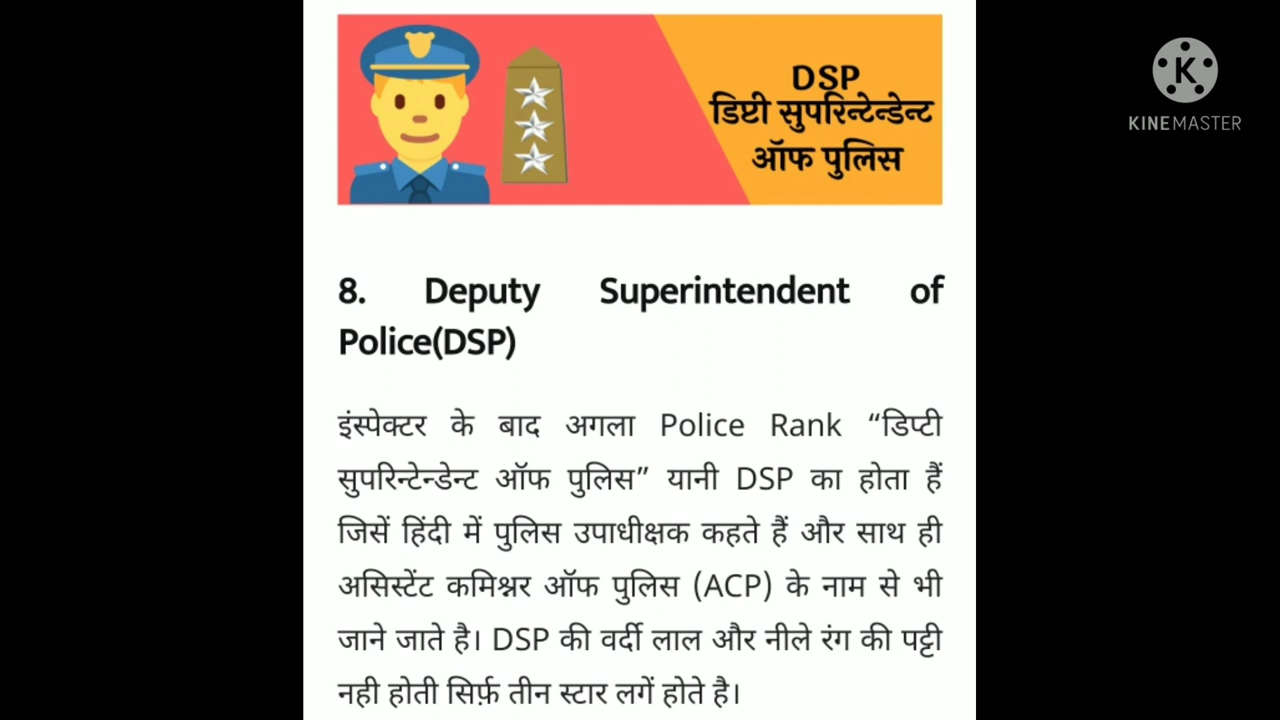 DSP
डिप्टी सुपरिन्टेन्डेन्ट
ऑफ पुलिस
KINEMASTER
8. Deputy Superintendent of
Police(DSP)
इंस्पेक्टर के बाद अगला Police Rank “डिप्टी
सुपरिन्टेन्डेन्ट ऑफ पुलिस” यानी DSP का होता हैं
जिसें हिंदी में पुलिस उपाधीक्षक कहते हैं और साथ ही
असिस्टेंट कमिश्नर ऑफ पुलिस (ACP) के नाम से भी
जाने जाते है। DSP की वर्दी लाल और नीले रंग की पट्टी
नही होती सिर्फ़ तीन स्टार लगें होते है।